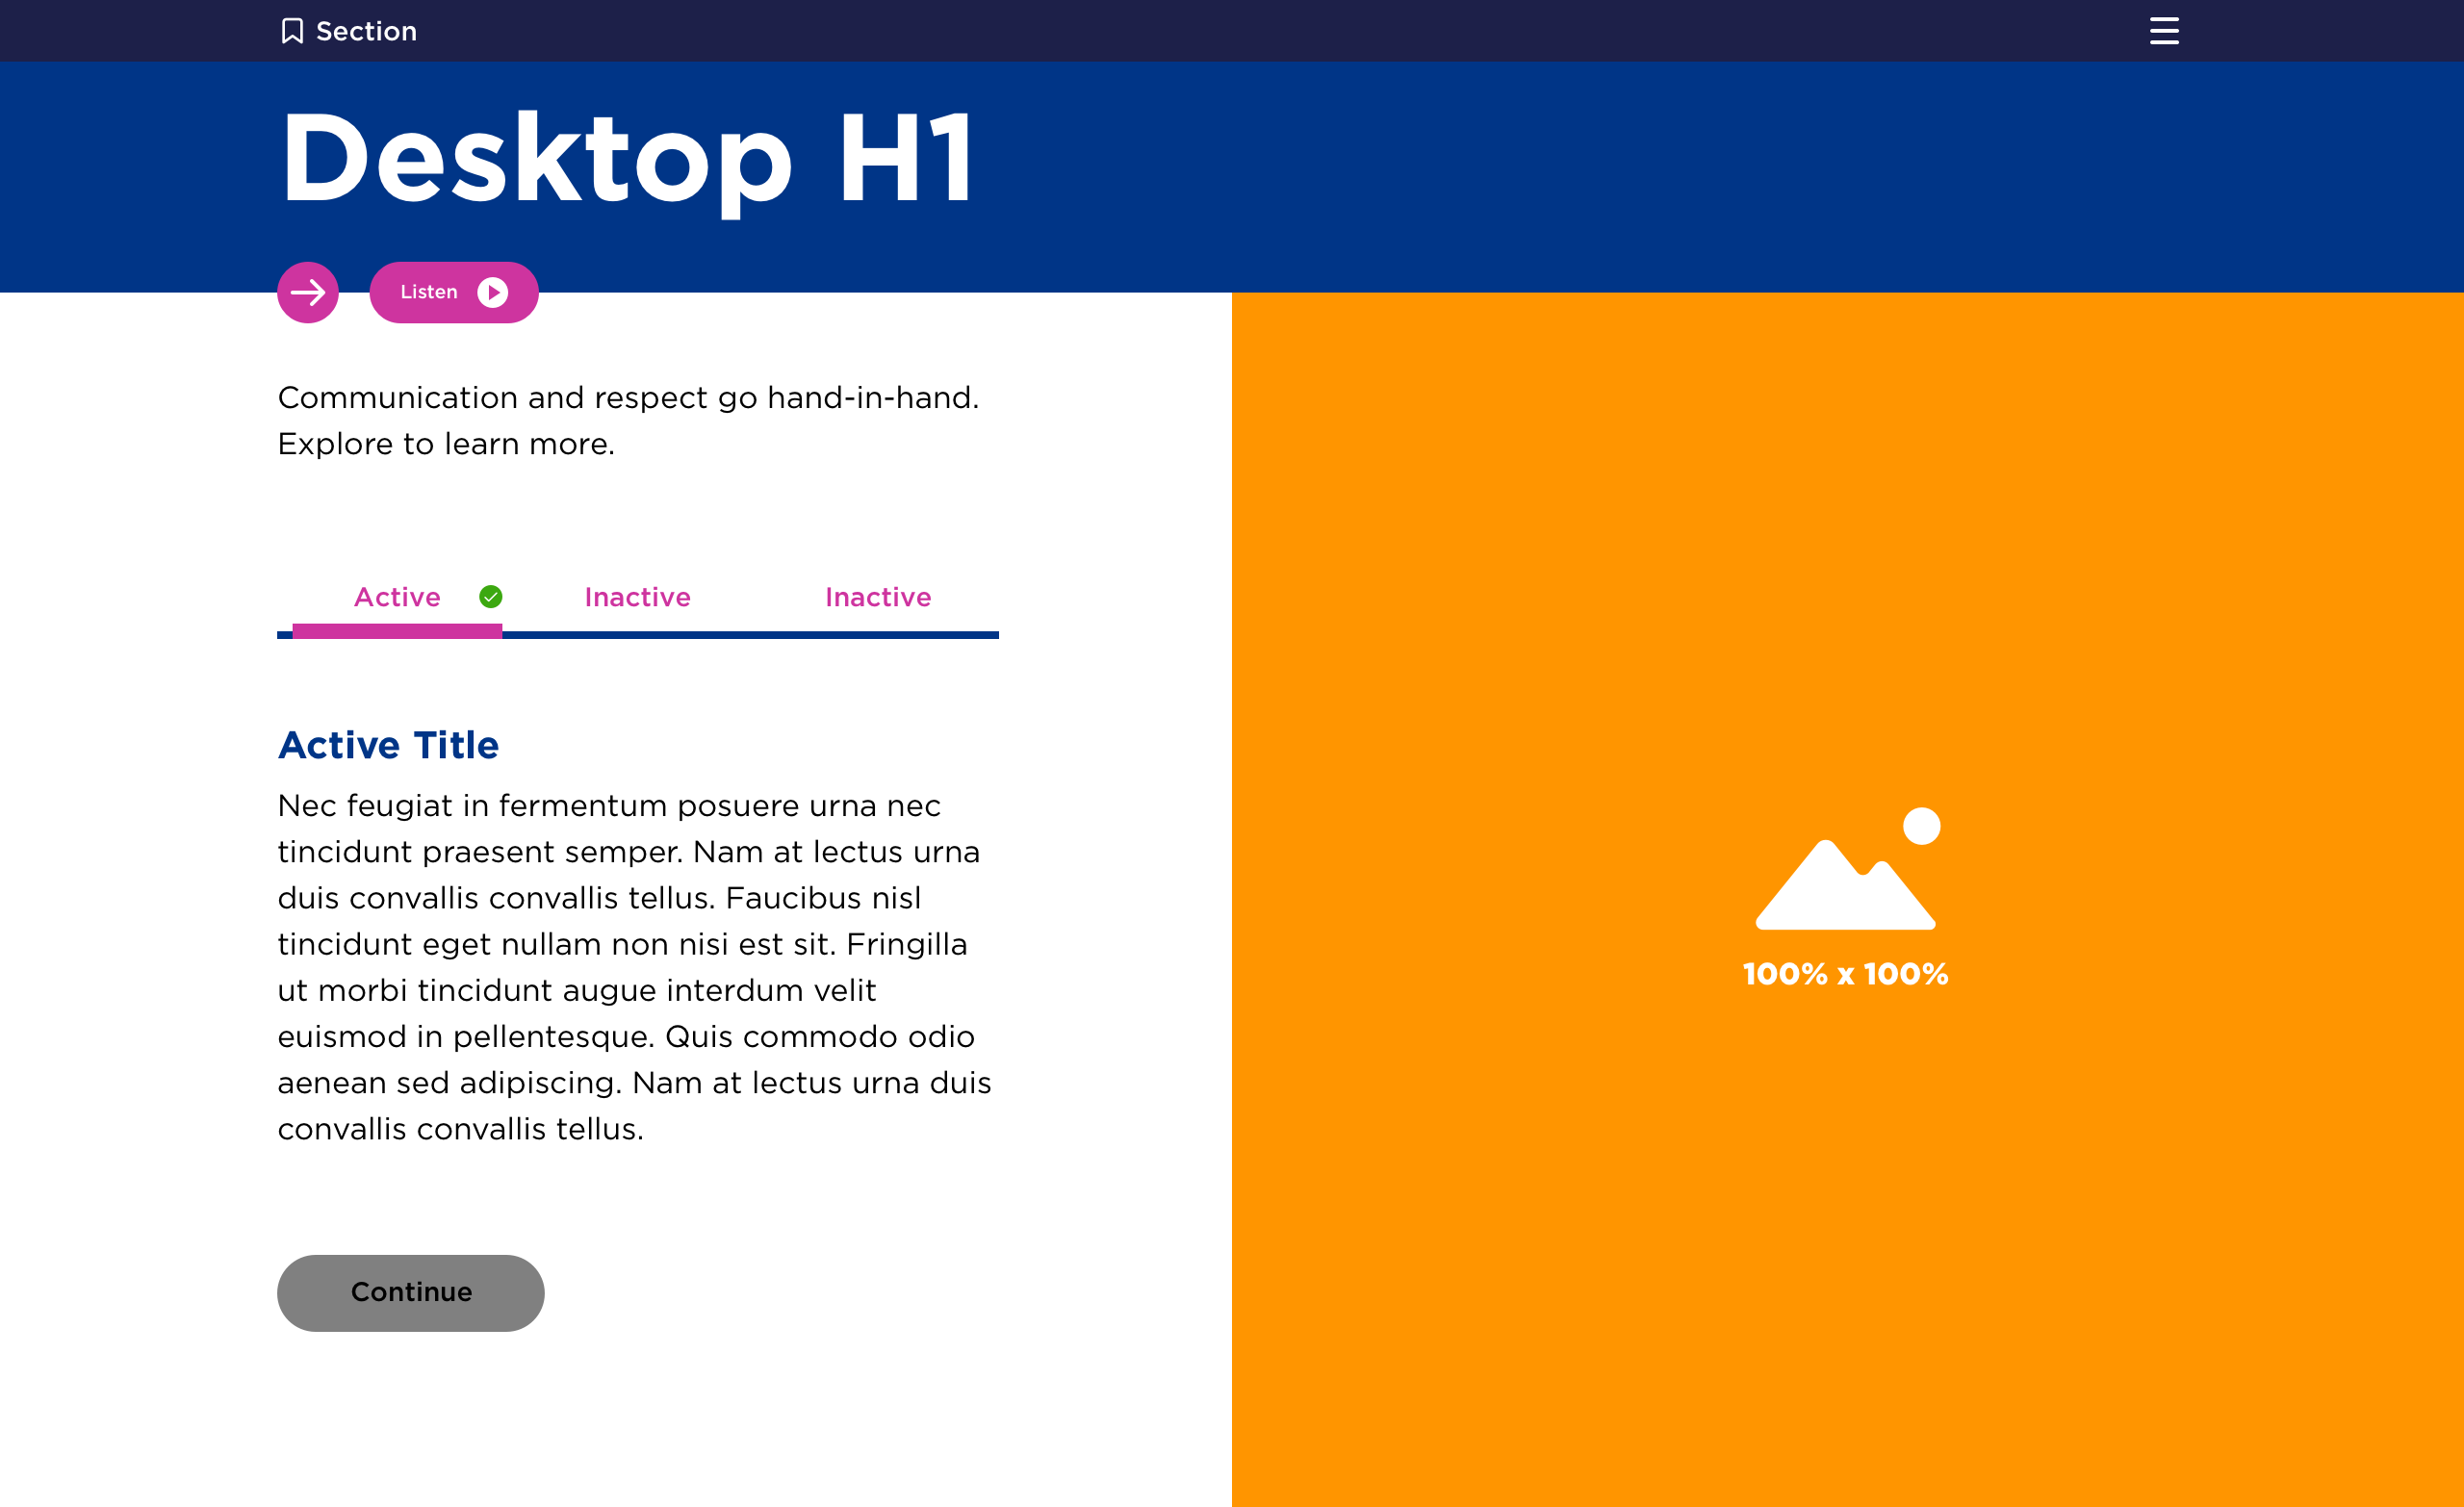 Section
Desktop H1
Listen
Communication and respect go hand-in-hand.
Explore to learn more.
Active
Inactive
Inactive
Active Title
Nec feugiat in fermentum posuere urna nec
tincidunt praesent semper. Nam at lectus urna
duis convallis convallis tellus. Faucibus nisl
tincidunt eget nullam non nisi est sit. Fringilla
ut morbi tincidunt augue interdum velit
euismod in pellentesque. Quis commodo odio
aenean sed adipiscing. Nam at lectus urna duis
convallis convallis tellus.
Continue
100% x 100%